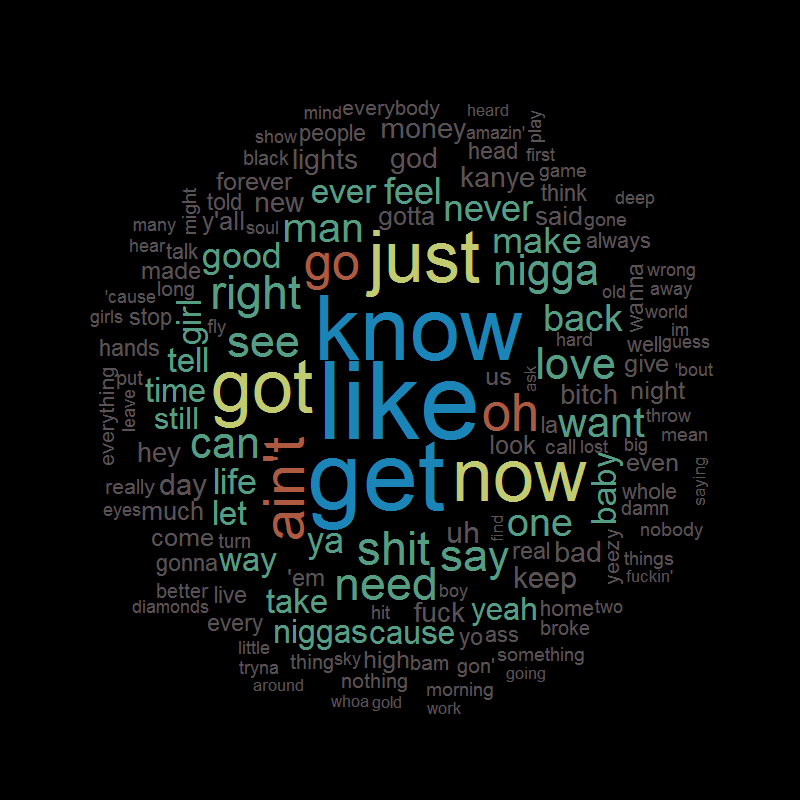 heard
mind everybody
play
show people money amazin'
black lights god head first
forever ever feel kanye game
might told new gotta never think deep
many y'all soul man said gone
hear talk good go just make always
made right nigga wanna wrong
'cause long old away
girls stop girl fly know back world
im
hands see hard well guess
put tell love give 'bout
everything leave time got like us ask bitch night
still oh la want throw
hey can look call lost big mean
ain't get now even
really day life baby whole saying
eyes much let find one damn
come turn ya uh nobody
gonna way shit say real bad yeezy things
'em need keep fuckin'
better live boy
diamonds take hit fuck yeah home two
every niggas cause yo ass broke
little
tryna thing sky high bam gon' something
around nothing going
morning
whoa gold work